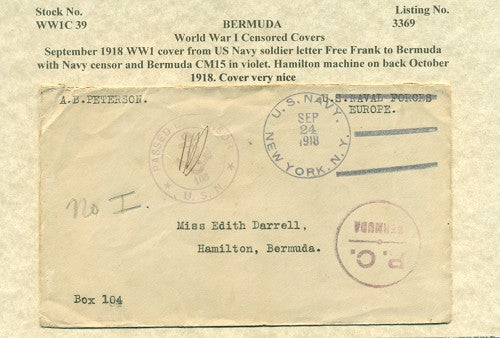 Stock No.
WW1C 39
BERMUDA
Listing No.
3369
World War I Censored Covers
September 1918 WW1 cover from US Navy soldier letter Free Frank to Bermuda
with Navy censor and Bermuda CM15 in violet. Hamilton machine on back October
1918. Cover very nice
A.B.PETERSON.
U.S.NAVAL FORCES
EUROPE.
U.S. NAVY.
SEP
24
1918
NEW YORK, N.Y.
PASSED
U.S.N.
No I.
Miss Edith Darrell,
Hamilton, Bermuda.
P.C.
BERMUDA
Box 104